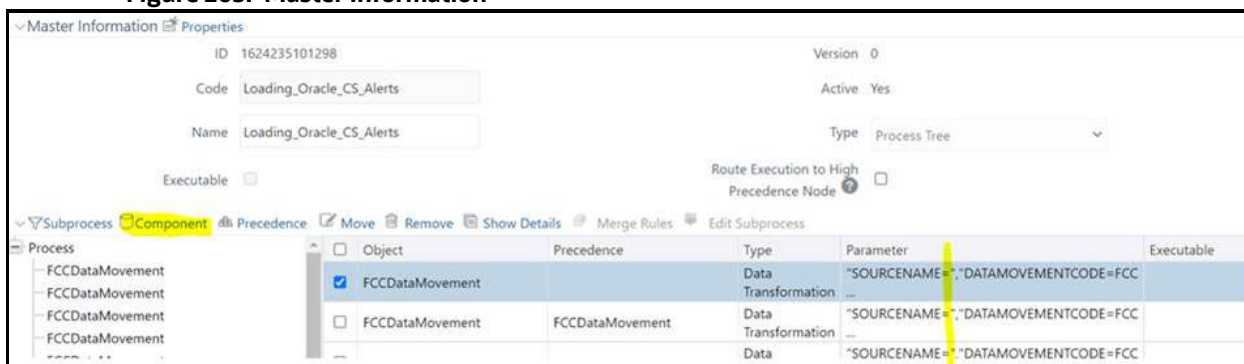 Figure 203: Master Information
Master Information Properties
ID 1624235101298 Version 0
Code Loading_Oracle_CS_Alerts Active Yes
Name Loading_Oracle_CS_Alerts Type Process Tree
Executable Route Execution to High
Precedence Node ?
Subprocess Component Precedence Move Remove Show Details Merge Rules Edit Subprocess
Process Object Precedence Type Parameter Executable
FCCDataMovement FCCDataMovement Data "SOURCENAME=","DATAMOVEMENTCODE=FCC
FCCDataMovement Transformation ...
FCCDataMovement FCCDataMovement FCCDataMovement Data "SOURCENAME=","DATAMOVEMENTCODE=FCC
FCCDataMovement Transformation ...
Data "SOURCENAME=","DATAMOVEMENTCODE=FCC